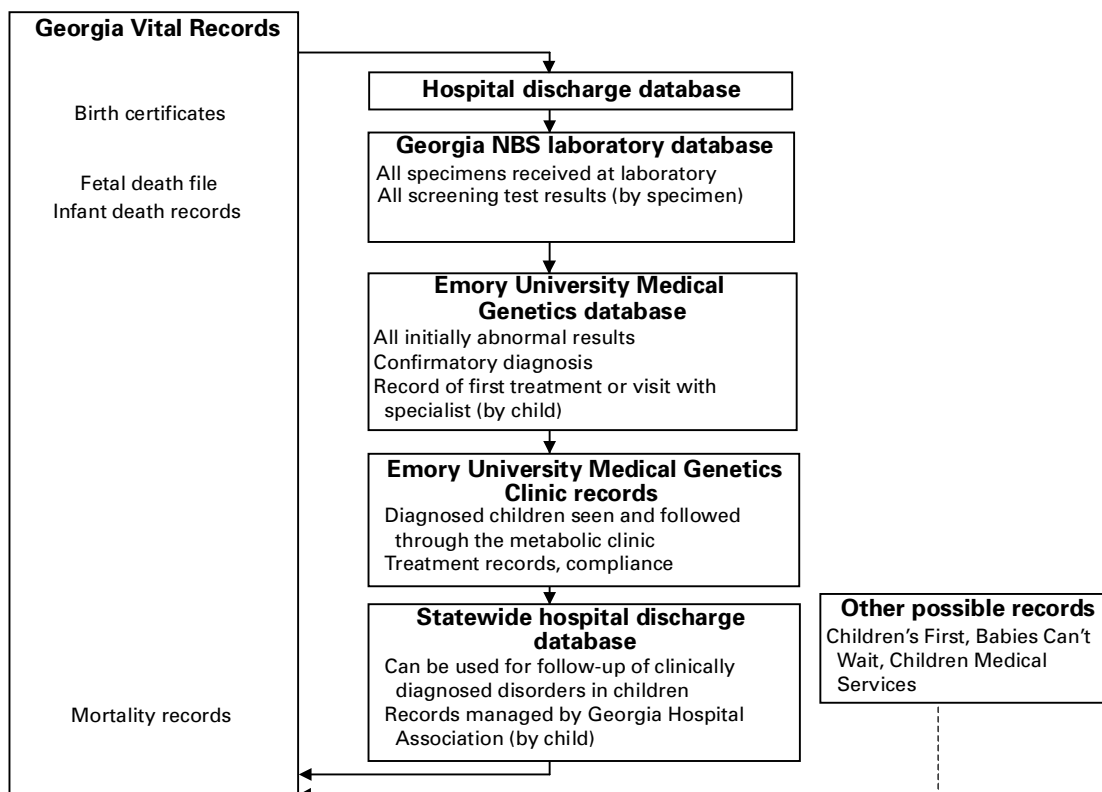 Georgia Vital Records
Birth certificates
Fetal death file
Infant death records
Mortality records
Hospital discharge database
Georgia NBS laboratory database
All specimens received at laboratory
All screening test results (by specimen)
Emory University Medical
Genetics database
All initially abnormal results
Confirmatory diagnosis
Record of first treatment or visit with
specialist (by child)
Emory University Medical Genetics
Clinic records
Diagnosed children seen and followed
through the metabolic clinic
Treatment records, compliance
Statewide hospital discharge
database
Can be used for follow-up of clinically
diagnosed disorders in children
Records managed by Georgia Hospital
Association (by child)
Other possible records
Children’s First, Babies Can’t
Wait, Children Medical
Services